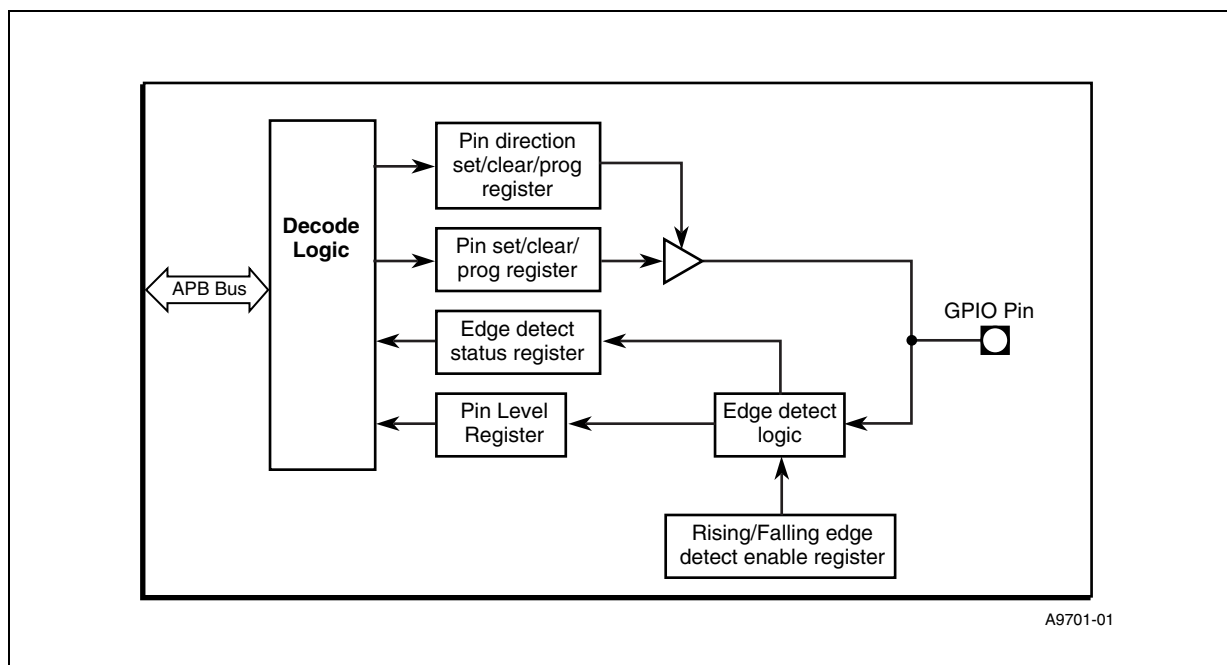 Pin direction
set/clear/prog
register
Decode
Logic
Pin set/clear/
prog register
APB Bus
GPIO Pin
Edge detect
status register
Pin Level
Register
Edge detect
logic
Rising/Falling edge
detect enable register
A9701-01